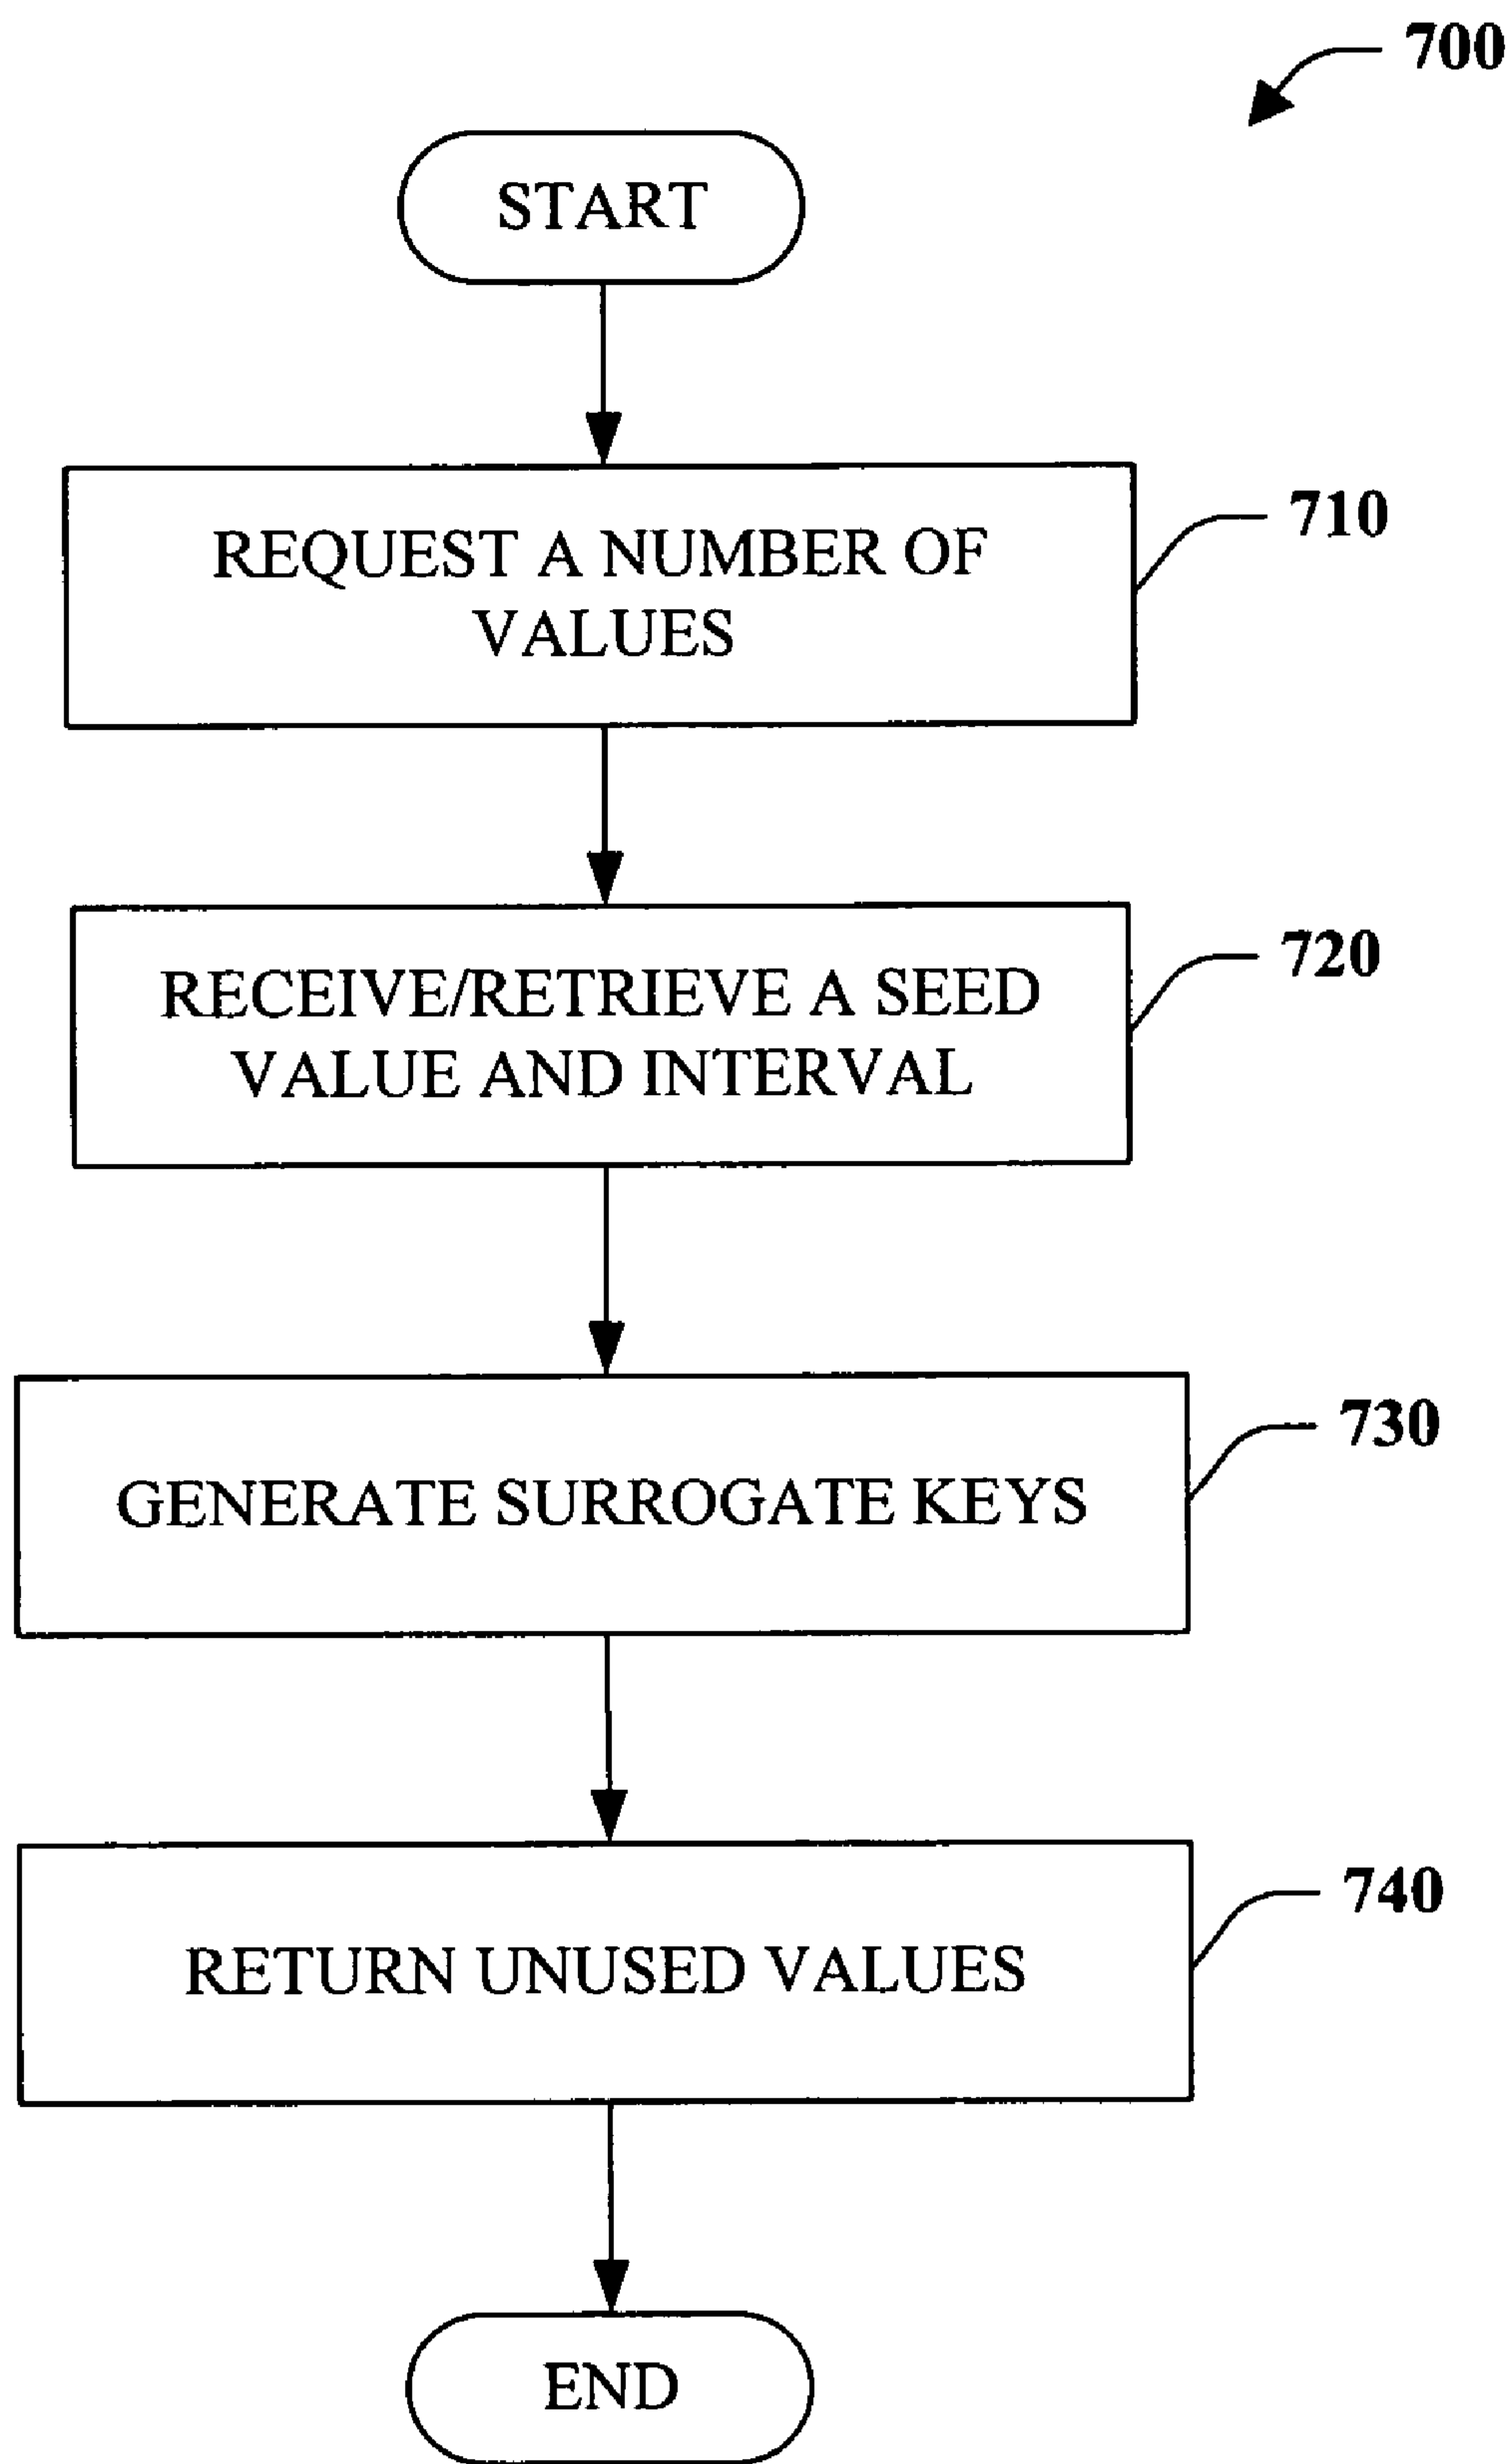 700
START
REQUEST A NUMBER OF
VALUES
710
RECEIVE/RETRIEVE A SEED
VALUE AND INTERVAL
720
GENERATE SURROGATE KEYS
730
RETURN UNUSED VALUES
740
END